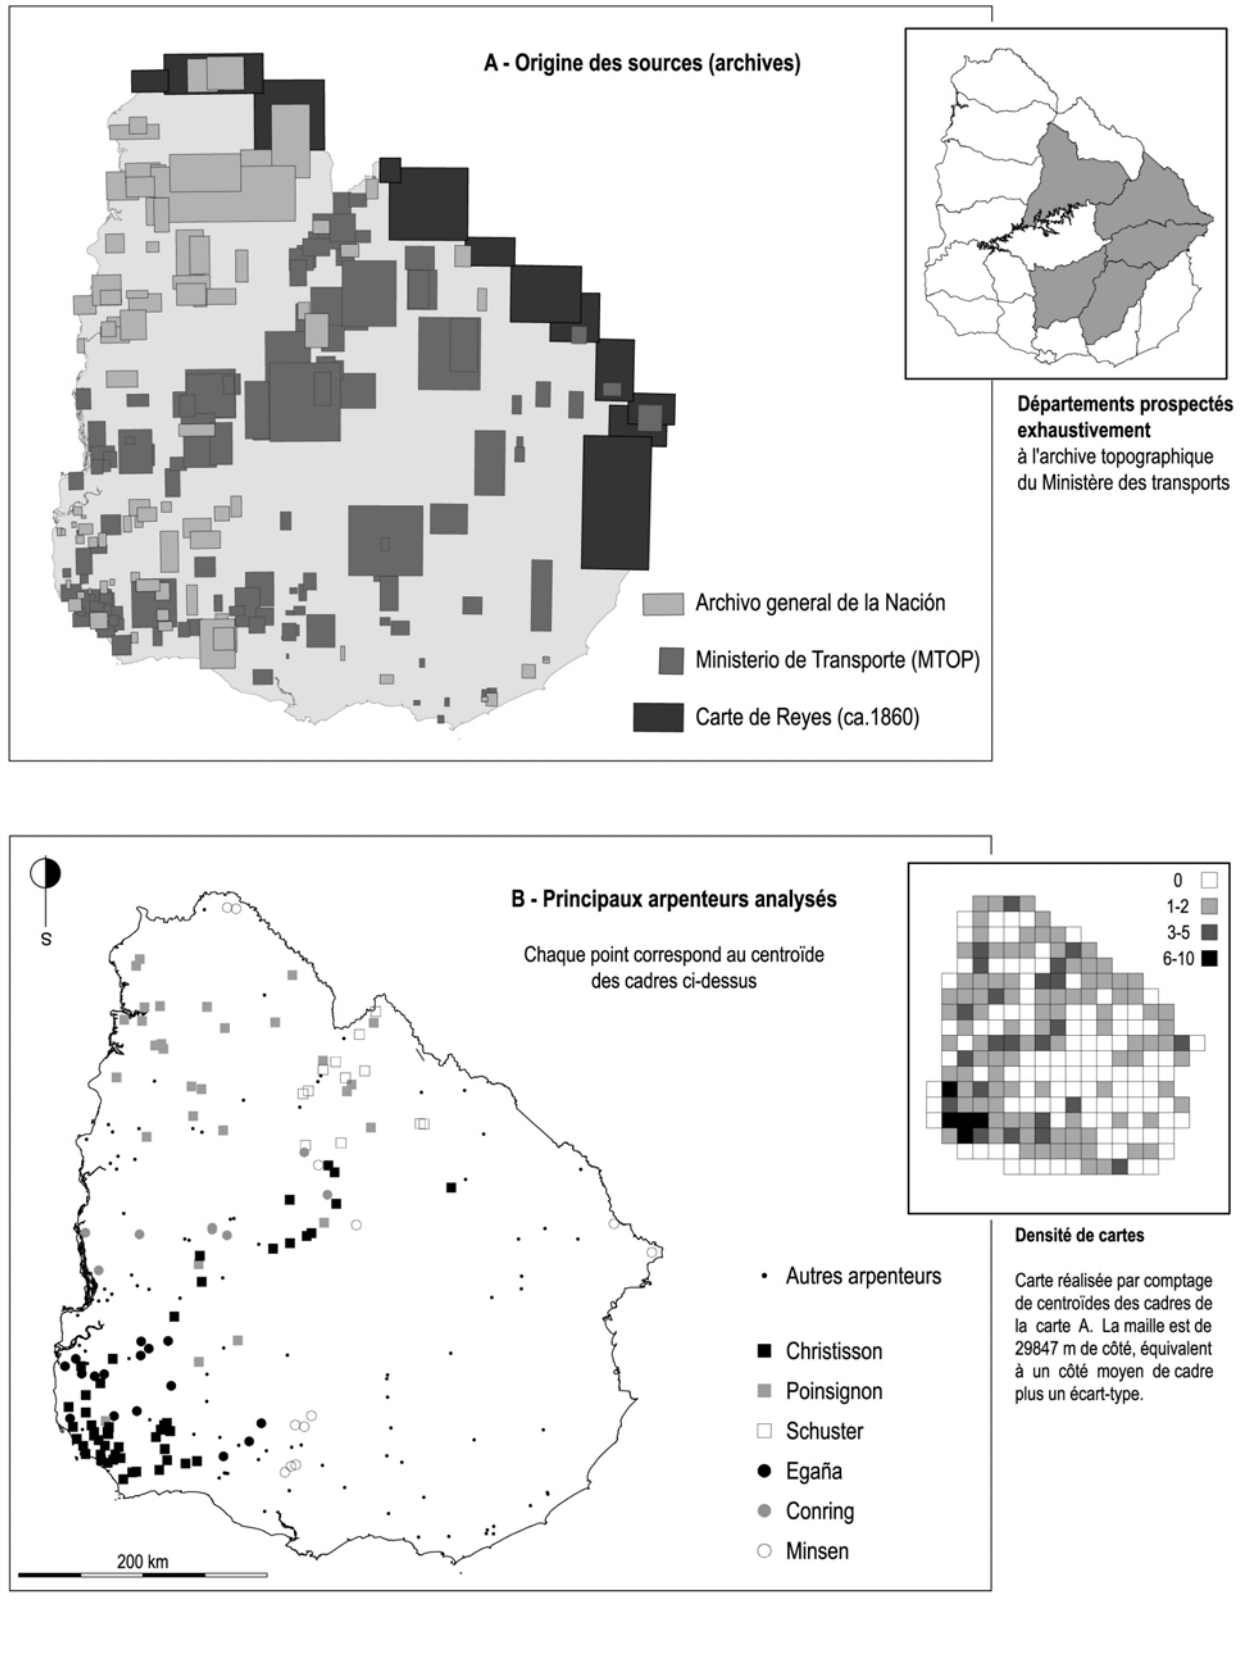 A - Origine des sources (archives)
Départements prospectés
exhaustivement
à l'archive topographique
du Ministère des transports
Archivo general de la Nación
Ministerio de Transporte (MTOP)
Carte de Reyes (ca.1860)
S
B - Principaux arpenteurs analysés
Chaque point correspond au centroïde
des cadres ci-dessus
0
1-2
3-5
6-10
Densité de cartes
Carte réalisée par comptage
de centroïdes des cadres de
la carte A. La maille est de
29847 m de côté, équivalent
à un côté moyen de cadre
plus un écart-type.
Autres arpenteurs
Christisson
Poinsignon
Schuster
Egaña
Conring
Minsen
200 km